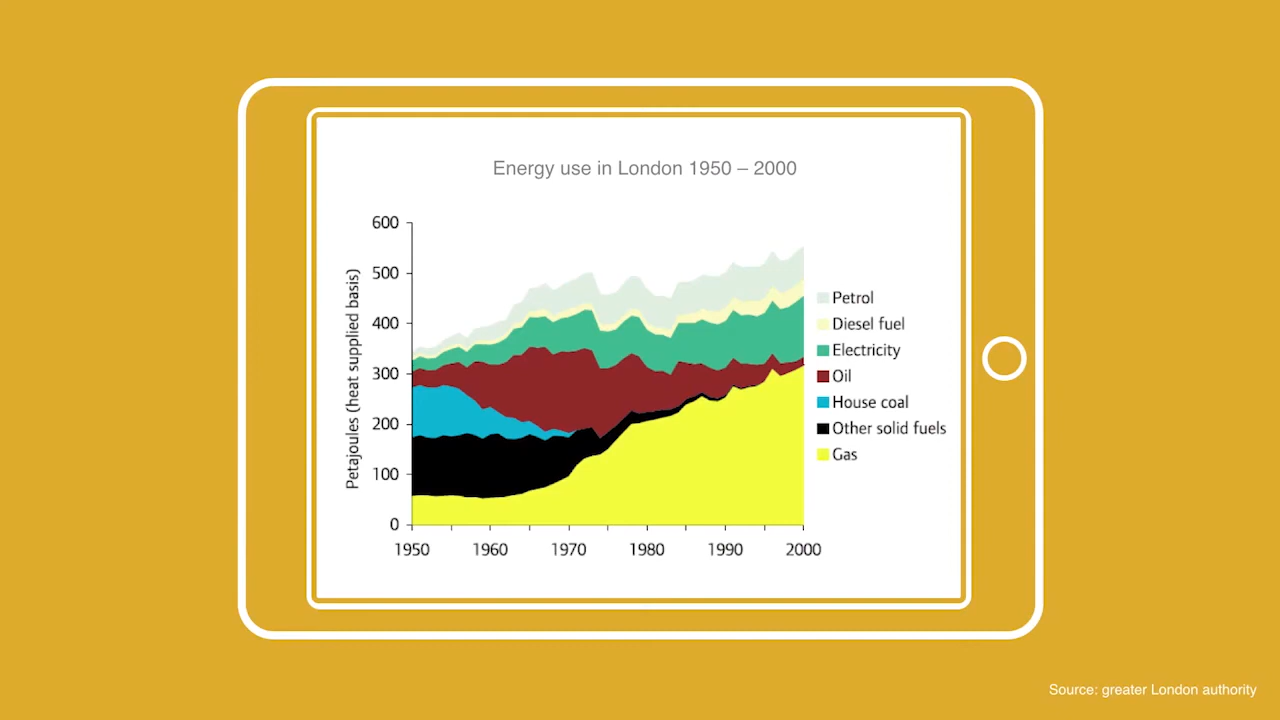 Energy use in London 1950 – 2000
600
500
400
300
200
100
0
Petajoules (heat supplied basis)
1950 1960 1970 1980 1990 2000
Petrol
Diesel fuel
Electricity
Oil
House coal
Other solid fuels
Gas
Source: greater London authority